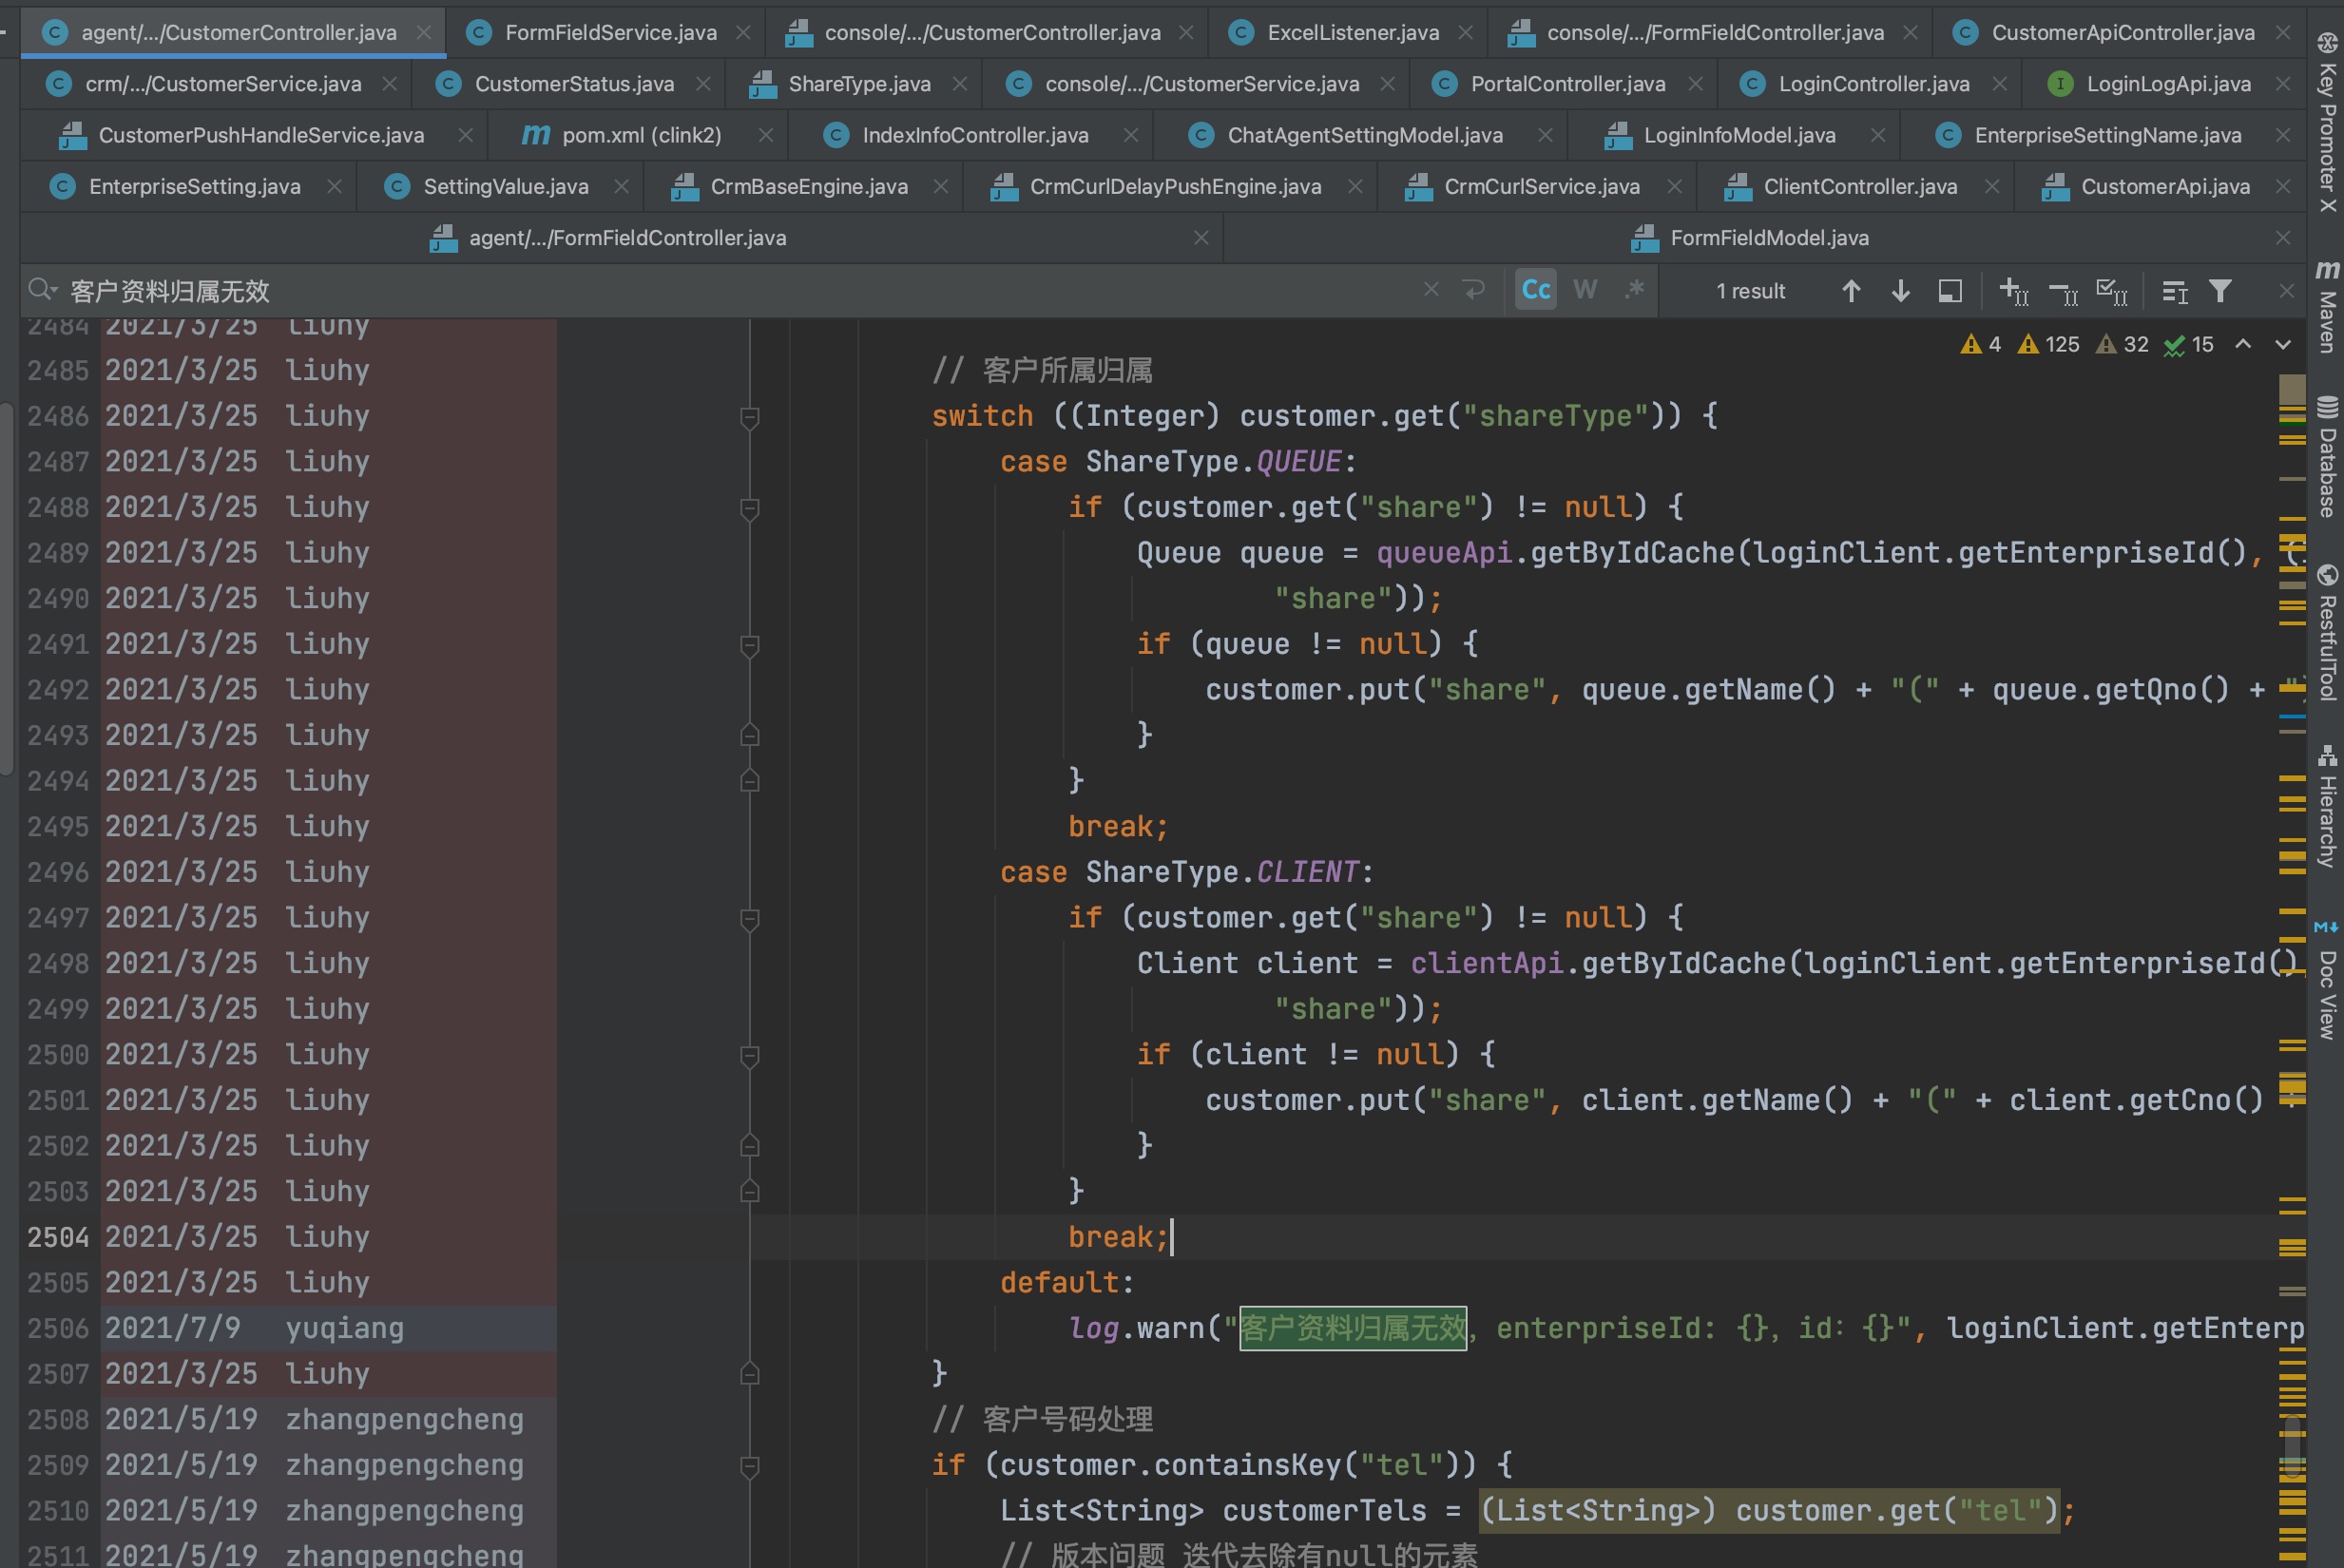 agent/.../CustomerController.java FormFieldService.java console/.../CustomerController.java ExcelListener.java console/.../FormFieldController.java CustomerApiController.java
crm/.../CustomerService.java CustomerStatus.java ShareType.java console/.../CustomerService.java PortalController.java LoginController.java LoginLogApi.java
CustomerPushHandleService.java pom.xml (clink2) IndexInfoController.java ChatAgentSettingModel.java LoginInfoModel.java EnterpriseSettingName.java
EnterpriseSetting.java SettingValue.java CrmBaseEngine.java CrmCurlDelayPushEngine.java CrmCurlService.java ClientController.java CustomerApi.java
agent/.../FormFieldController.java FormFieldModel.java
客户资料归属无效 Cc W .* 1 result
4 125 32 15
2484 2021/3/25 liuhy
2485 2021/3/25 liuhy // 客户所属归属
2486 2021/3/25 liuhy switch ((Integer) customer.get("shareType")) {
2487 2021/3/25 liuhy case ShareType.QUEUE:
2488 2021/3/25 liuhy if (customer.get("share") != null) {
2489 2021/3/25 liuhy Queue queue = queueApi.getByIdCache(loginClient.getEnterpriseId(), (
2490 2021/3/25 liuhy "share"));
2491 2021/3/25 liuhy if (queue != null) {
2492 2021/3/25 liuhy customer.put("share", queue.getName() + "(" + queue.getQno() + ")
2493 2021/3/25 liuhy }
2494 2021/3/25 liuhy }
2495 2021/3/25 liuhy break;
2496 2021/3/25 liuhy case ShareType.CLIENT:
2497 2021/3/25 liuhy if (customer.get("share") != null) {
2498 2021/3/25 liuhy Client client = clientApi.getByIdCache(loginClient.getEnterpriseId()
2499 2021/3/25 liuhy "share"));
2500 2021/3/25 liuhy if (client != null) {
2501 2021/3/25 liuhy customer.put("share", client.getName() + "(" + client.getCno() +
2502 2021/3/25 liuhy }
2503 2021/3/25 liuhy }
2504 2021/3/25 liuhy break;
2505 2021/3/25 liuhy default:
2506 2021/7/9 yuqiang log.warn("客户资料归属无效, enterpriseId: {}, id: {}", loginClient.getEnterp
2507 2021/3/25 liuhy }
2508 2021/5/19 zhangpengcheng // 客户号码处理
2509 2021/5/19 zhangpengcheng if (customer.containsKey("tel")) {
2510 2021/5/19 zhangpengcheng List<String> customerTels = (List<String>) customer.get("tel");
2511 2021/5/19 zhangpengcheng // 版本问题 迭代去除有null的元素
Key Promoter X
Maven
Database
RestfulTool
Hierarchy
Doc View